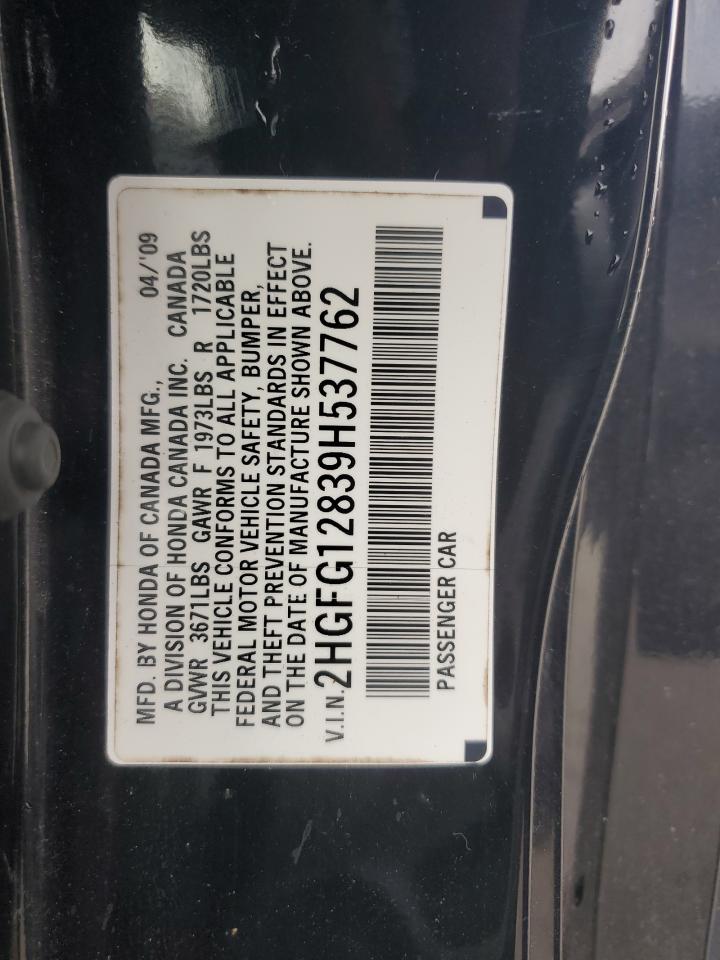 MFD. BY HONDA OF CANADA MFG., 04/'09
A DIVISION OF HONDA CANADA INC. CANADA
GVWR 3671LBS GAWR F 1973LBS R 1720LBS
THIS VEHICLE CONFORMS TO ALL APPLICABLE
FEDERAL MOTOR VEHICLE SAFETY, BUMPER,
AND THEFT PREVENTION STANDARDS IN EFFECT
ON THE DATE OF MANUFACTURE SHOWN ABOVE.
V.I.N. 2HGFG12839H537762
PASSENGER CAR